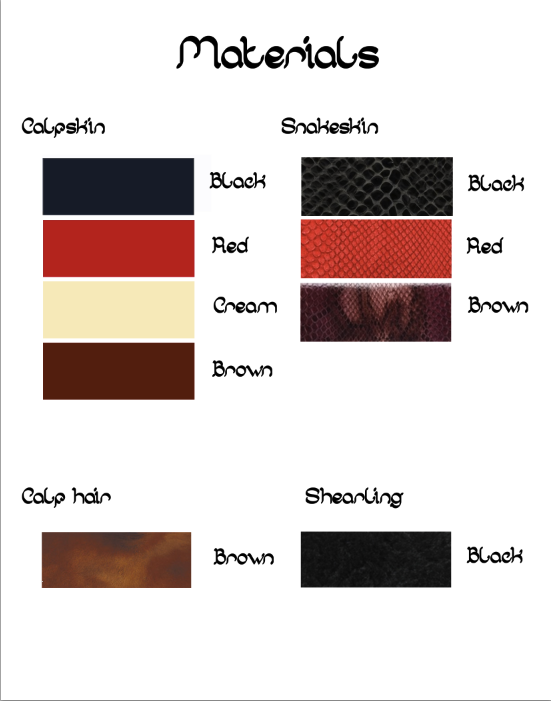 Materials
Calfskin
Black
Red
Cream
Brown
Snakeskin
Black
Red
Brown
Calf hair
Brown
Shearling
Black